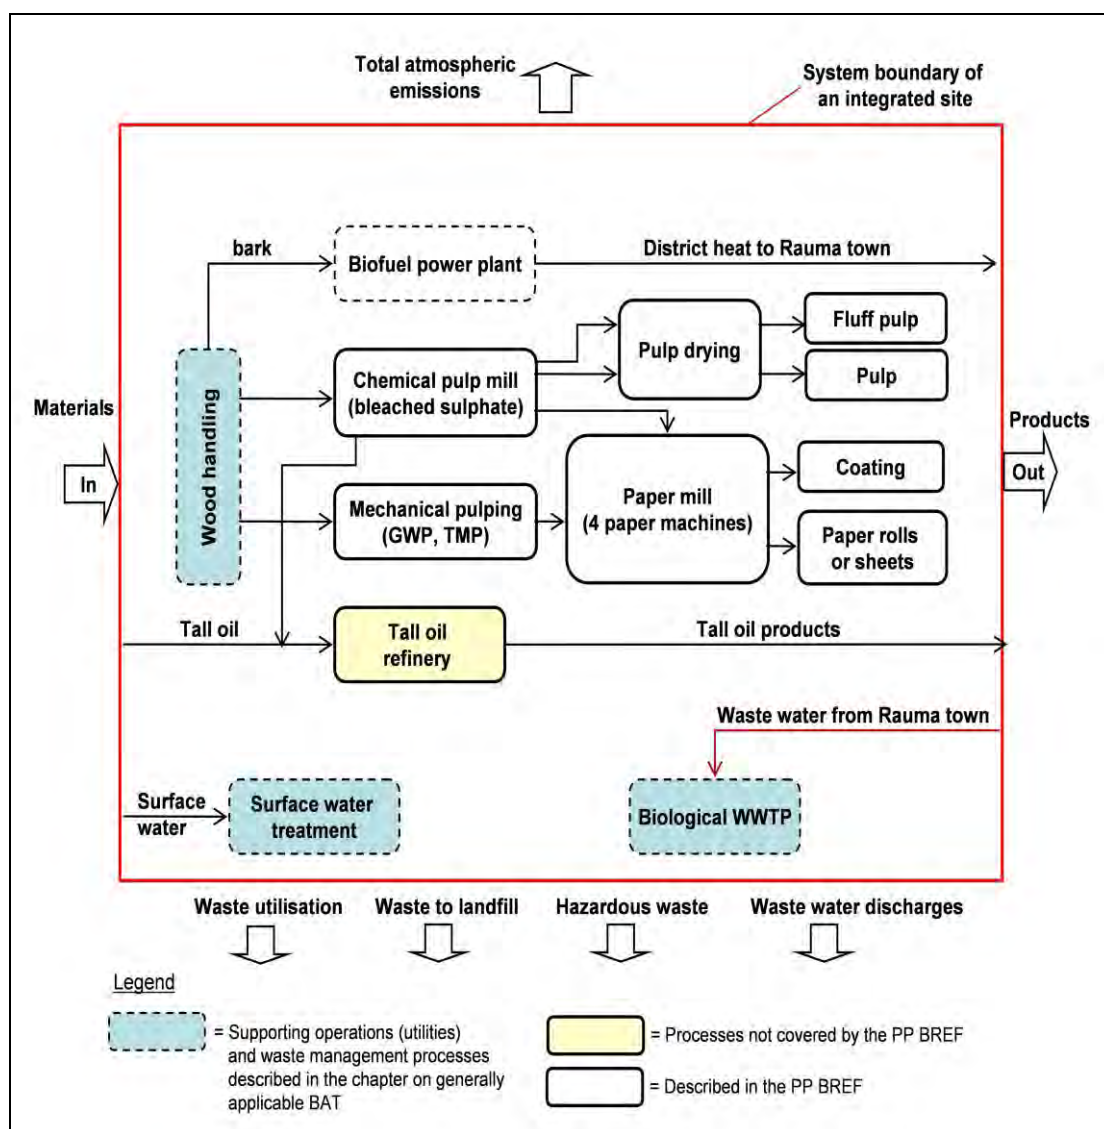 Total atmospheric
emissions
System boundary of
an integrated site
bark
Biofuel power plant
District heat to Rauma town
Fluff pulp
Pulp drying
Pulp
Chemical pulp mill
(bleached sulphate)
Materials
In
Wood handling
Products
Out
Coating
Paper mill
(4 paper machines)
Mechanical pulping
(GWP, TMP)
Paper rolls
or sheets
Tall oil
Tall oil
refinery
Tall oil products
Waste water from Rauma town
Surface
water
Surface water
treatment
Biological WWTP
Waste utilisation
Waste to landfill
Hazardous waste
Waste water discharges
Legend
= Supporting operations (utilities)
and waste management processes
described in the chapter on generally
applicable BAT
= Processes not covered by the PP BREF
= Described in the PP BREF